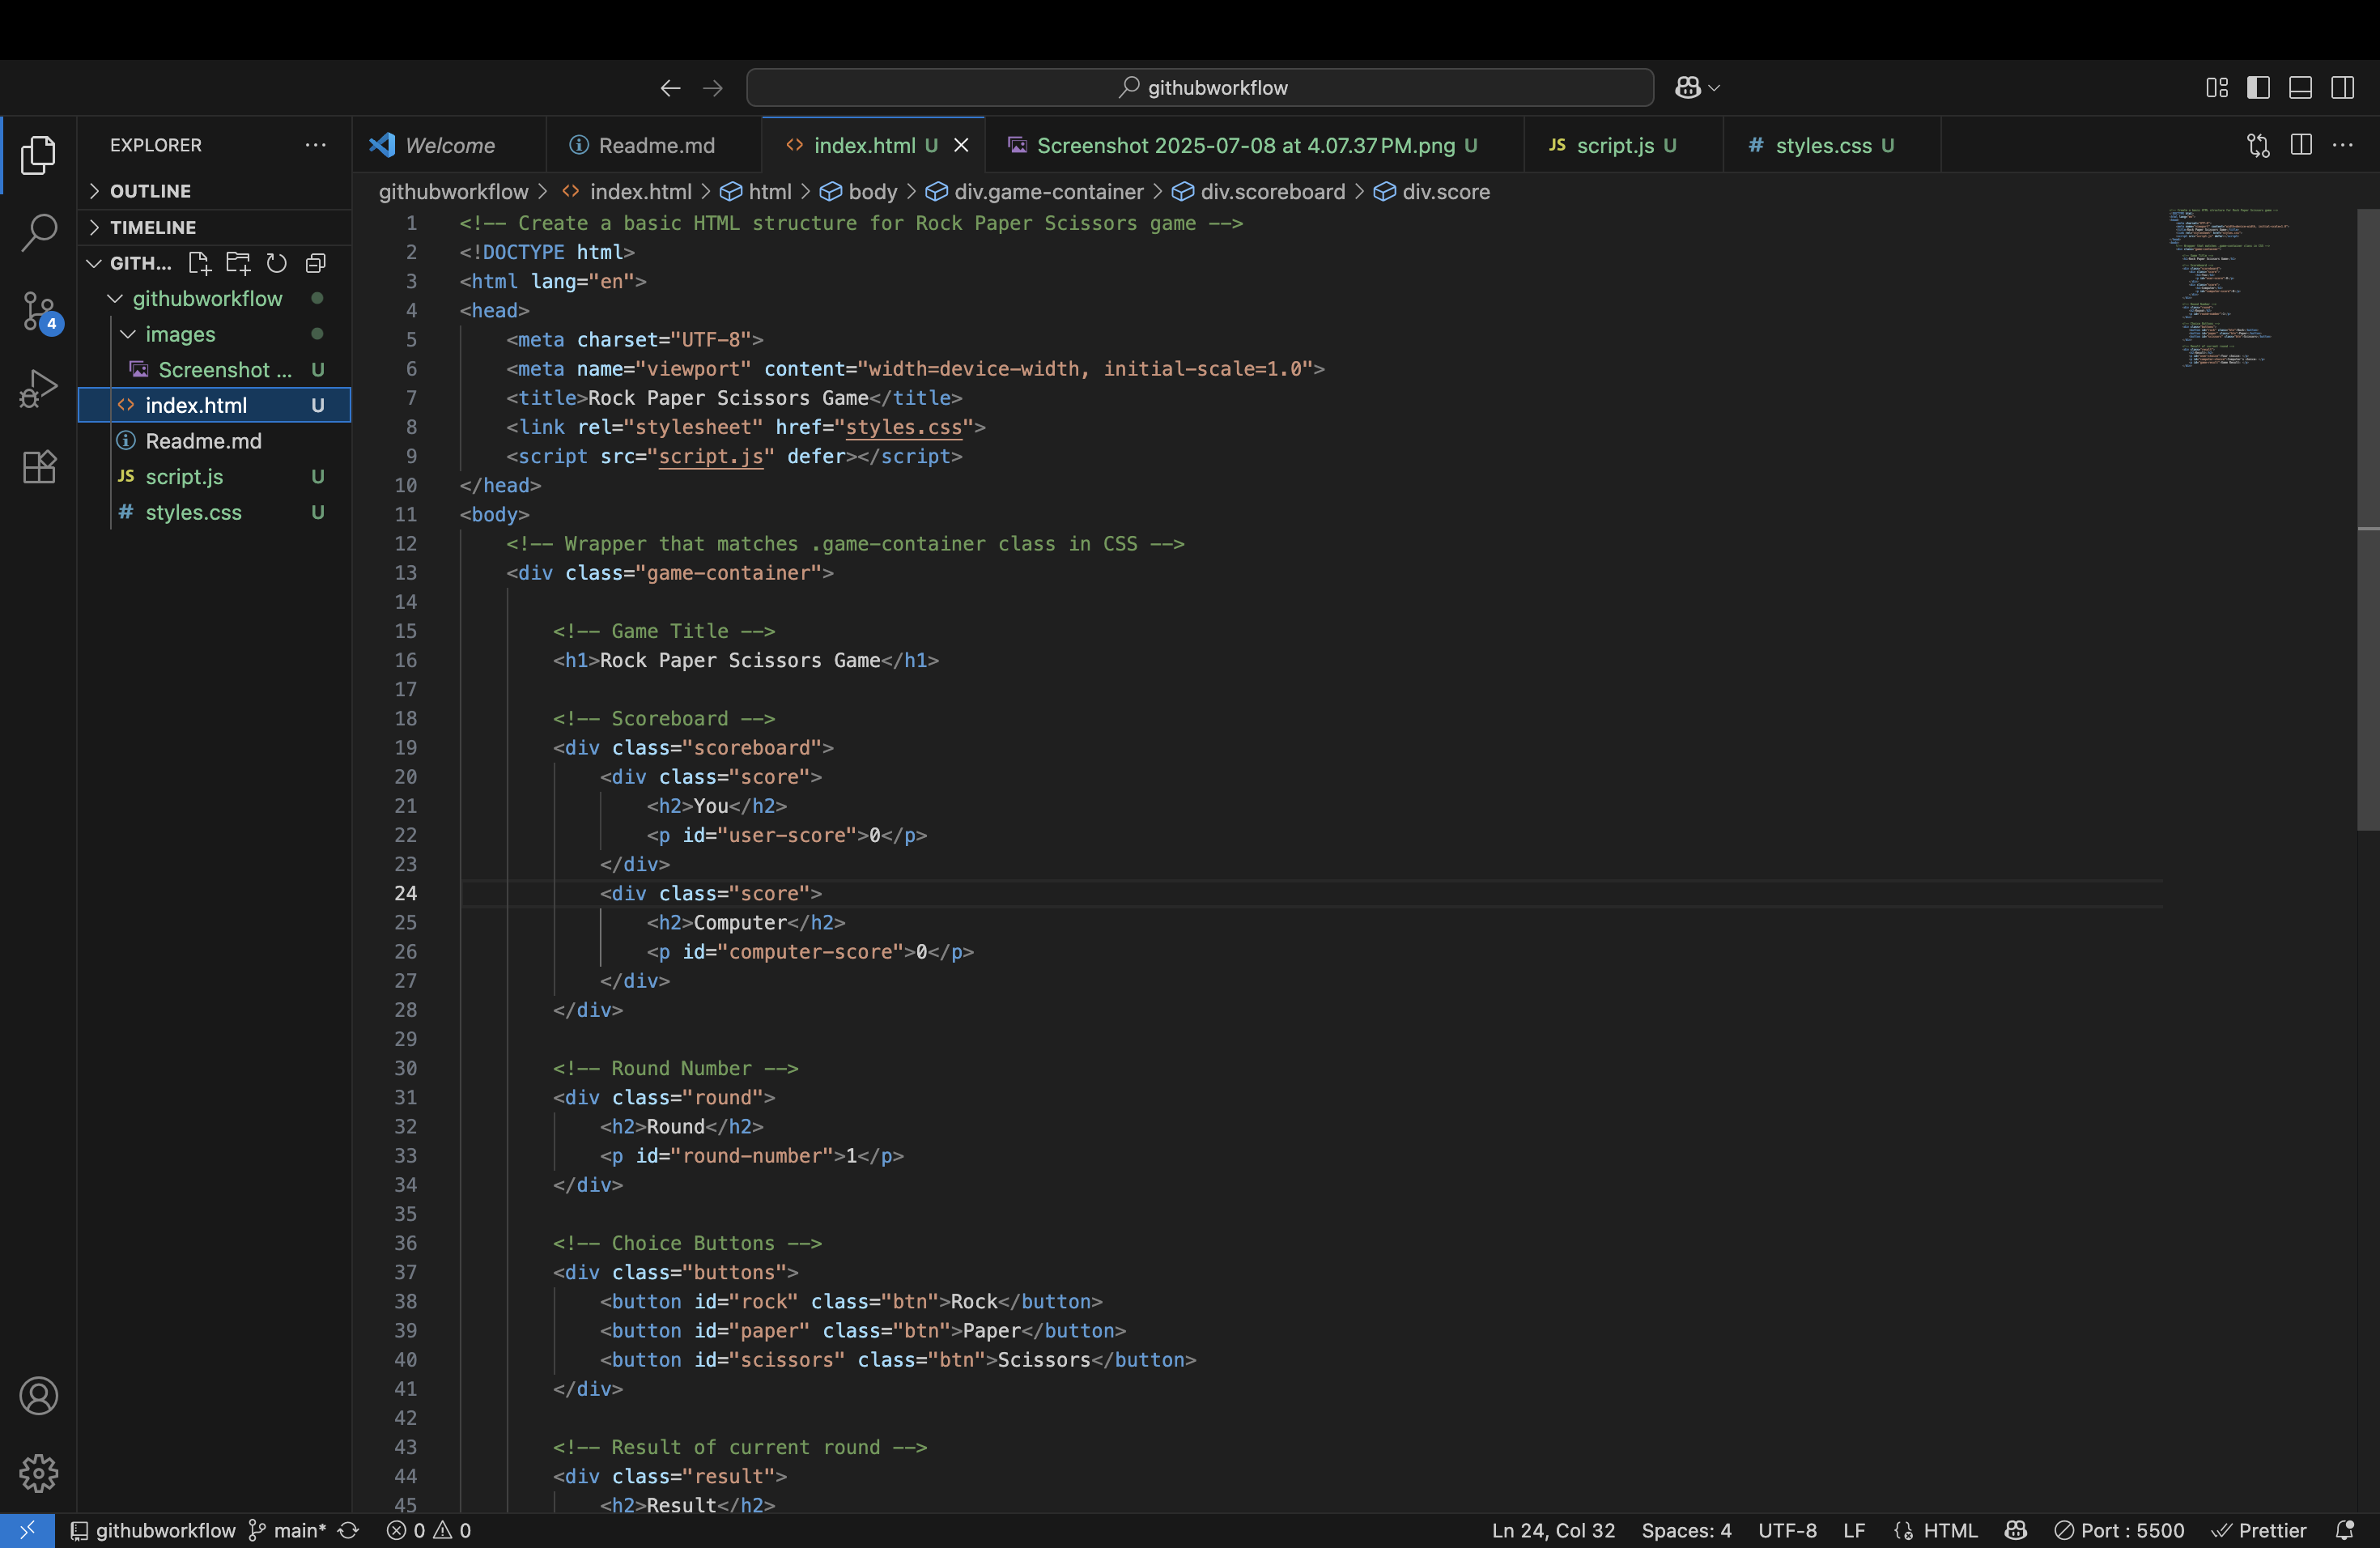 githubworkflow
EXPLORER
OUTLINE
TIMELINE
GITH...
githubworkflow
images
Screenshot ... U
index.html U
Readme.md
JS script.js U
# styles.css U
4
Welcome
Readme.md
index.html U
Screenshot 2025-07-08 at 4.07.37 PM.png U
JS script.js U
# styles.css U
githubworkflow > index.html > html > body > div.game-container > div.scoreboard > div.score
1 <!-- Create a basic HTML structure for Rock Paper Scissors game -->
2 <!DOCTYPE html>
3 <html lang="en">
4 <head>
5 <meta charset="UTF-8">
6 <meta name="viewport" content="width=device-width, initial-scale=1.0">
7 <title>Rock Paper Scissors Game</title>
8 <link rel="stylesheet" href="styles.css">
9 <script src="script.js" defer></script>
10 </head>
11 <body>
12 <!-- Wrapper that matches .game-container class in CSS -->
13 <div class="game-container">
14
15 <!-- Game Title -->
16 <h1>Rock Paper Scissors Game</h1>
17
18 <!-- Scoreboard -->
19 <div class="scoreboard">
20 <div class="score">
21 <h2>You</h2>
22 <p id="user-score">0</p>
23 </div>
24 <div class="score">
25 <h2>Computer</h2>
26 <p id="computer-score">0</p>
27 </div>
28 </div>
29
30 <!-- Round Number -->
31 <div class="round">
32 <h2>Round</h2>
33 <p id="round-number">1</p>
34 </div>
35
36 <!-- Choice Buttons -->
37 <div class="buttons">
38 <button id="rock" class="btn">Rock</button>
39 <button id="paper" class="btn">Paper</button>
40 <button id="scissors" class="btn">Scissors</button>
41 </div>
42
43 <!-- Result of current round -->
44 <div class="result">
45 <h2>Result</h2>
githubworkflow main* 0 0 Ln 24, Col 32 Spaces: 4 UTF-8 LF HTML Port : 5500 Prettier